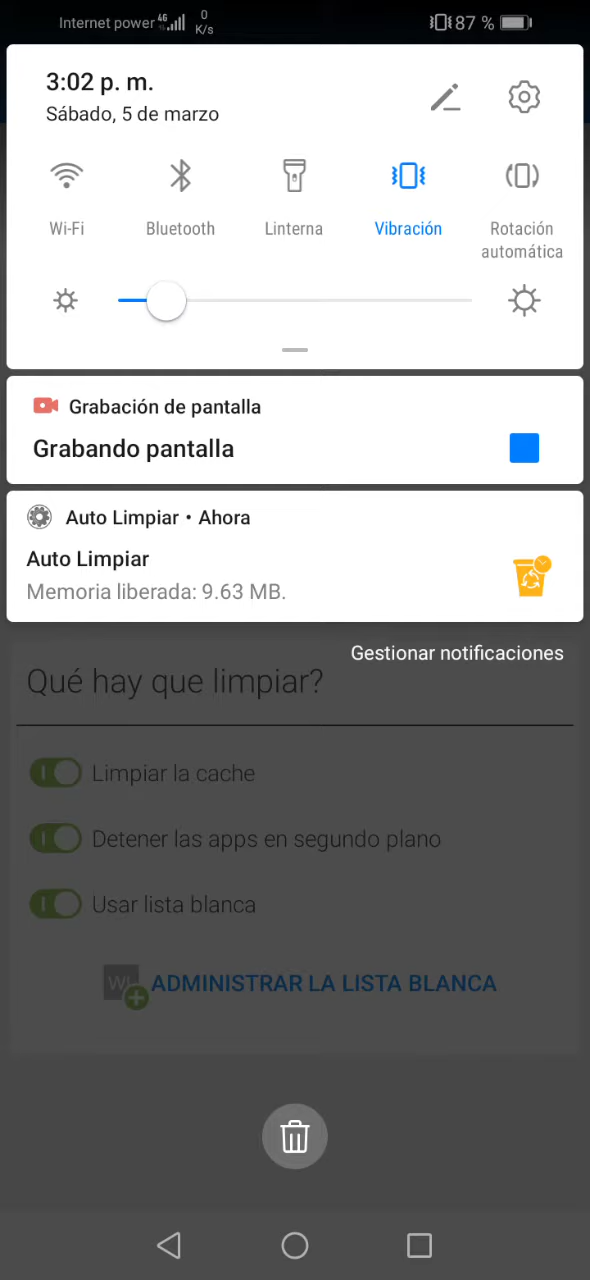 Internet power 4G 0 K/s 87 %
3:02 p. m.
Sábado, 5 de marzo
Wi-Fi Bluetooth Linterna Vibración Rotación automática
Grabación de pantalla
Grabando pantalla
Auto Limpiar • Ahora
Auto Limpiar
Memoria liberada: 9.63 MB.
Gestionar notificaciones
Qué hay que limpiar?
Limpiar la cache
Detener las apps en segundo plano
Usar lista blanca
ADMINISTRAR LA LISTA BLANCA